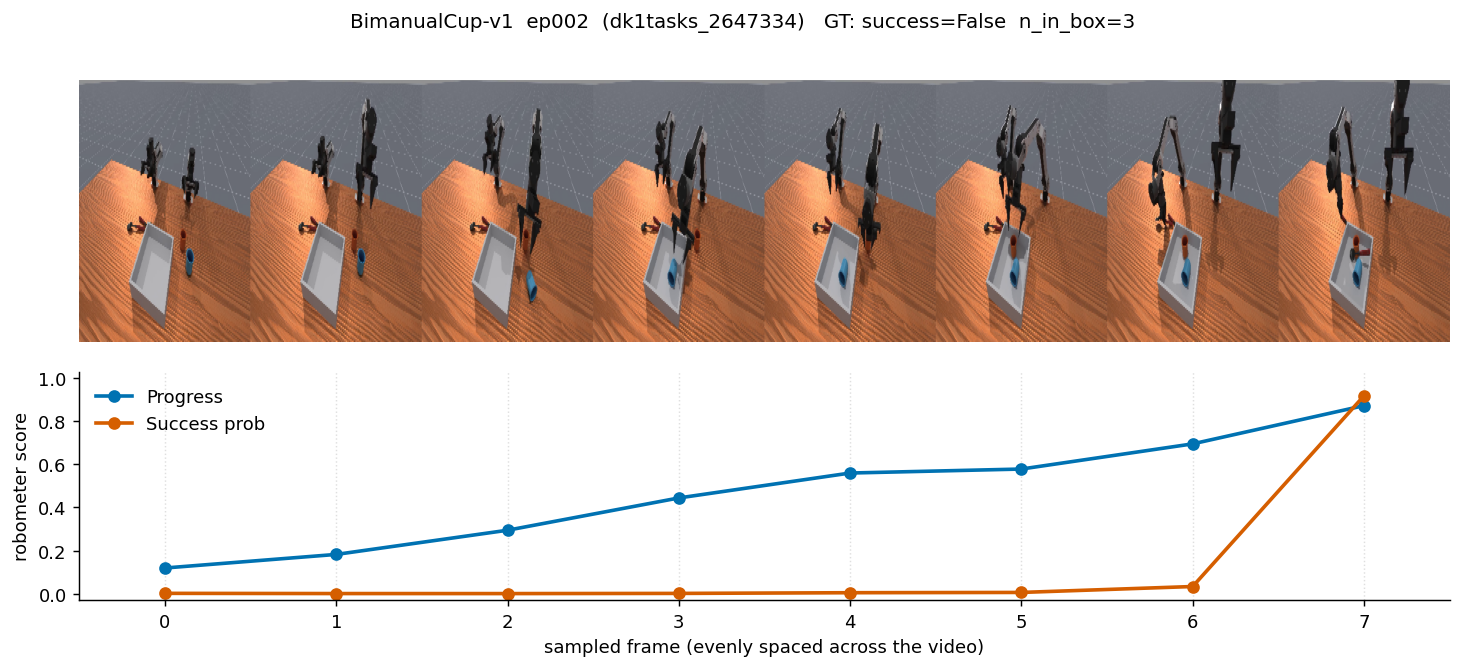 BimanualCup-v1  ep002  (dk1tasks_2647334)   GT: success=False  n_in_box=3
1.0
0.8
0.6
0.4
0.2
0.0
robometer score
Progress
Success prob
0 1 2 3 4 5 6 7
sampled frame (evenly spaced across the video)